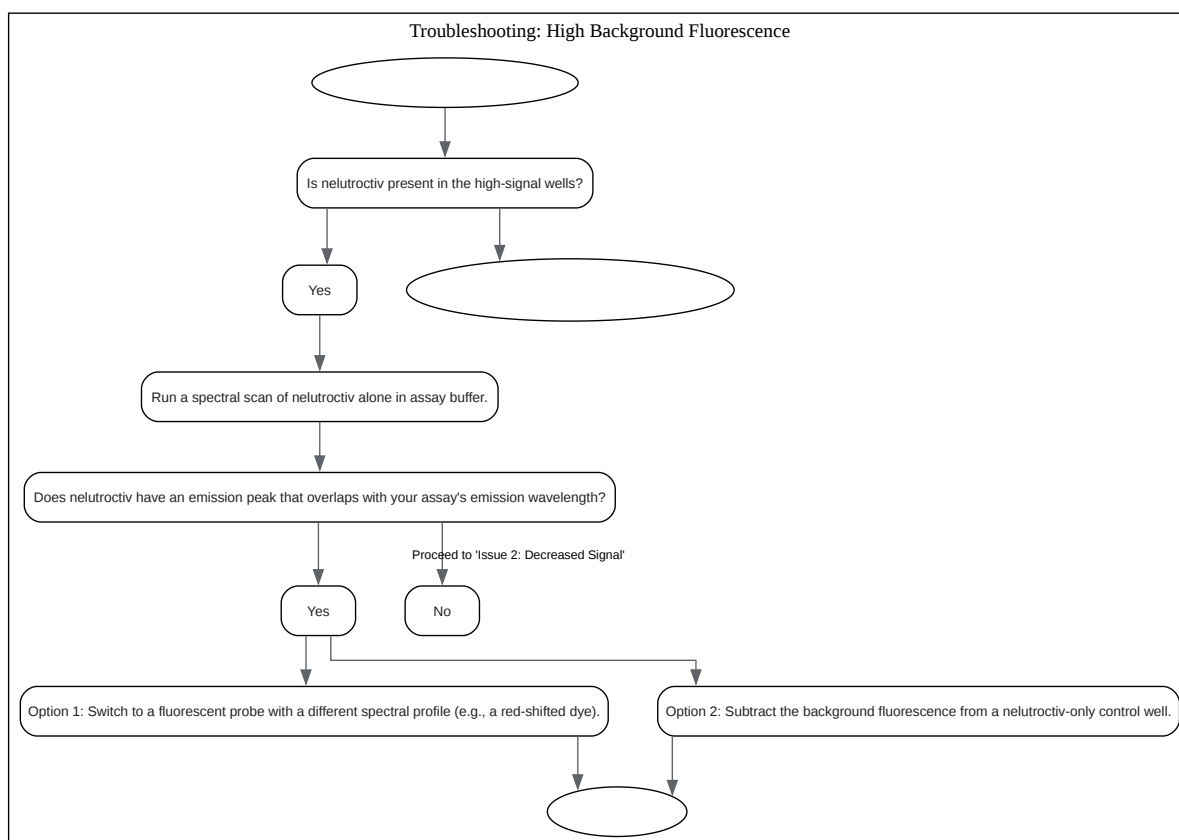 Troubleshooting: High Background Fluorescence
Is nelutroctiv present in the high-signal wells?
Yes
Run a spectral scan of nelutroctiv alone in assay buffer.
Does nelutroctiv have an emission peak that overlaps with your assay's emission wavelength?
Proceed to 'Issue 2: Decreased Signal'
Yes
No
Option 1: Switch to a fluorescent probe with a different spectral profile (e.g., a red-shifted dye).
Option 2: Subtract the background fluorescence from a nelutroctiv-only control well.